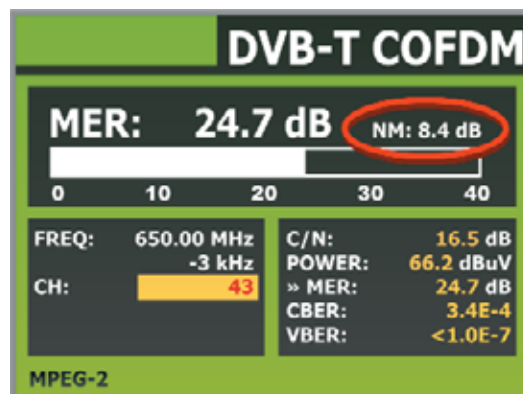 DVB-T COFDM
MER: 24.7 dB NM: 8.4 dB
0 10 20 30 40
FREQ: 650.00 MHz
-3 kHz
CH: 43
C/N: 16.5 dB
POWER: 66.2 dBuV
» MER: 24.7 dB
CBER: 3.4E-4
VBER: <1.0E-7
MPEG-2